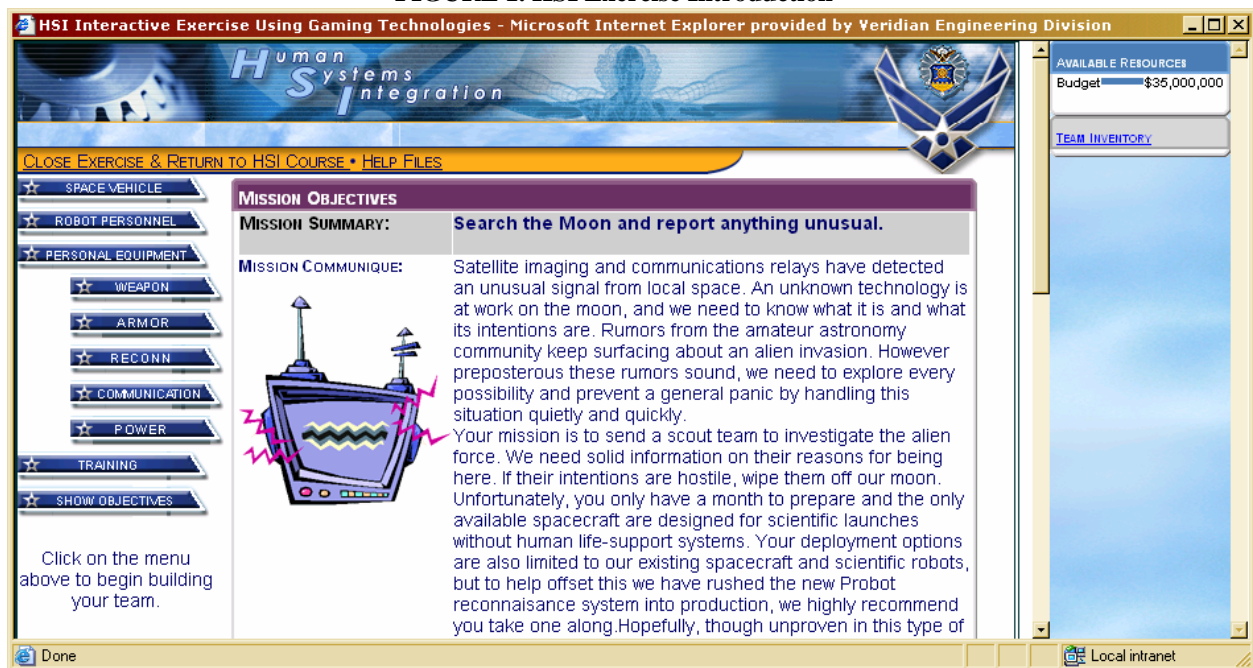 FIGURE 1. HSI Exercise Introduction
HSI Interactive Exercise Using Gaming Technologies - Microsoft Internet Explorer provided by Veridian Engineering Division
Human
Systems
Integration
CLOSE EXERCISE & RETURN TO HSI COURSE • HELP FILES
SPACE VEHICLE
ROBOT PERSONNEL
PERSONAL EQUIPMENT
WEAPON
ARMOR
RECONN
COMMUNICATION
POWER
TRAINING
SHOW OBJECTIVES
Click on the menu
above to begin building
your team.
MISSION OBJECTIVES
MISSION SUMMARY:
Search the Moon and report anything unusual.
MISSION COMMUNIQUE:
Satellite imaging and communications relays have detected
an unusual signal from local space. An unknown technology is
at work on the moon, and we need to know what it is and what
its intentions are. Rumors from the amateur astronomy
community keep surfacing about an alien invasion. However
preposterous these rumors sound, we need to explore every
possibility and prevent a general panic by handling this
situation quietly and quickly.
Your mission is to send a scout team to investigate the alien
force. We need solid information on their reasons for being
here. If their intentions are hostile, wipe them off our moon.
Unfortunately, you only have a month to prepare and the only
available spacecraft are designed for scientific launches
without human life-support systems. Your deployment options
are also limited to our existing spacecraft and scientific robots,
but to help offset this we have rushed the new Probot
reconnaisance system into production, we highly recommend
you take one along.Hopefully, though unproven in this type of
AVAILABLE RESOURCES
Budget $35,000,000
TEAM INVENTORY
Done
Local intranet